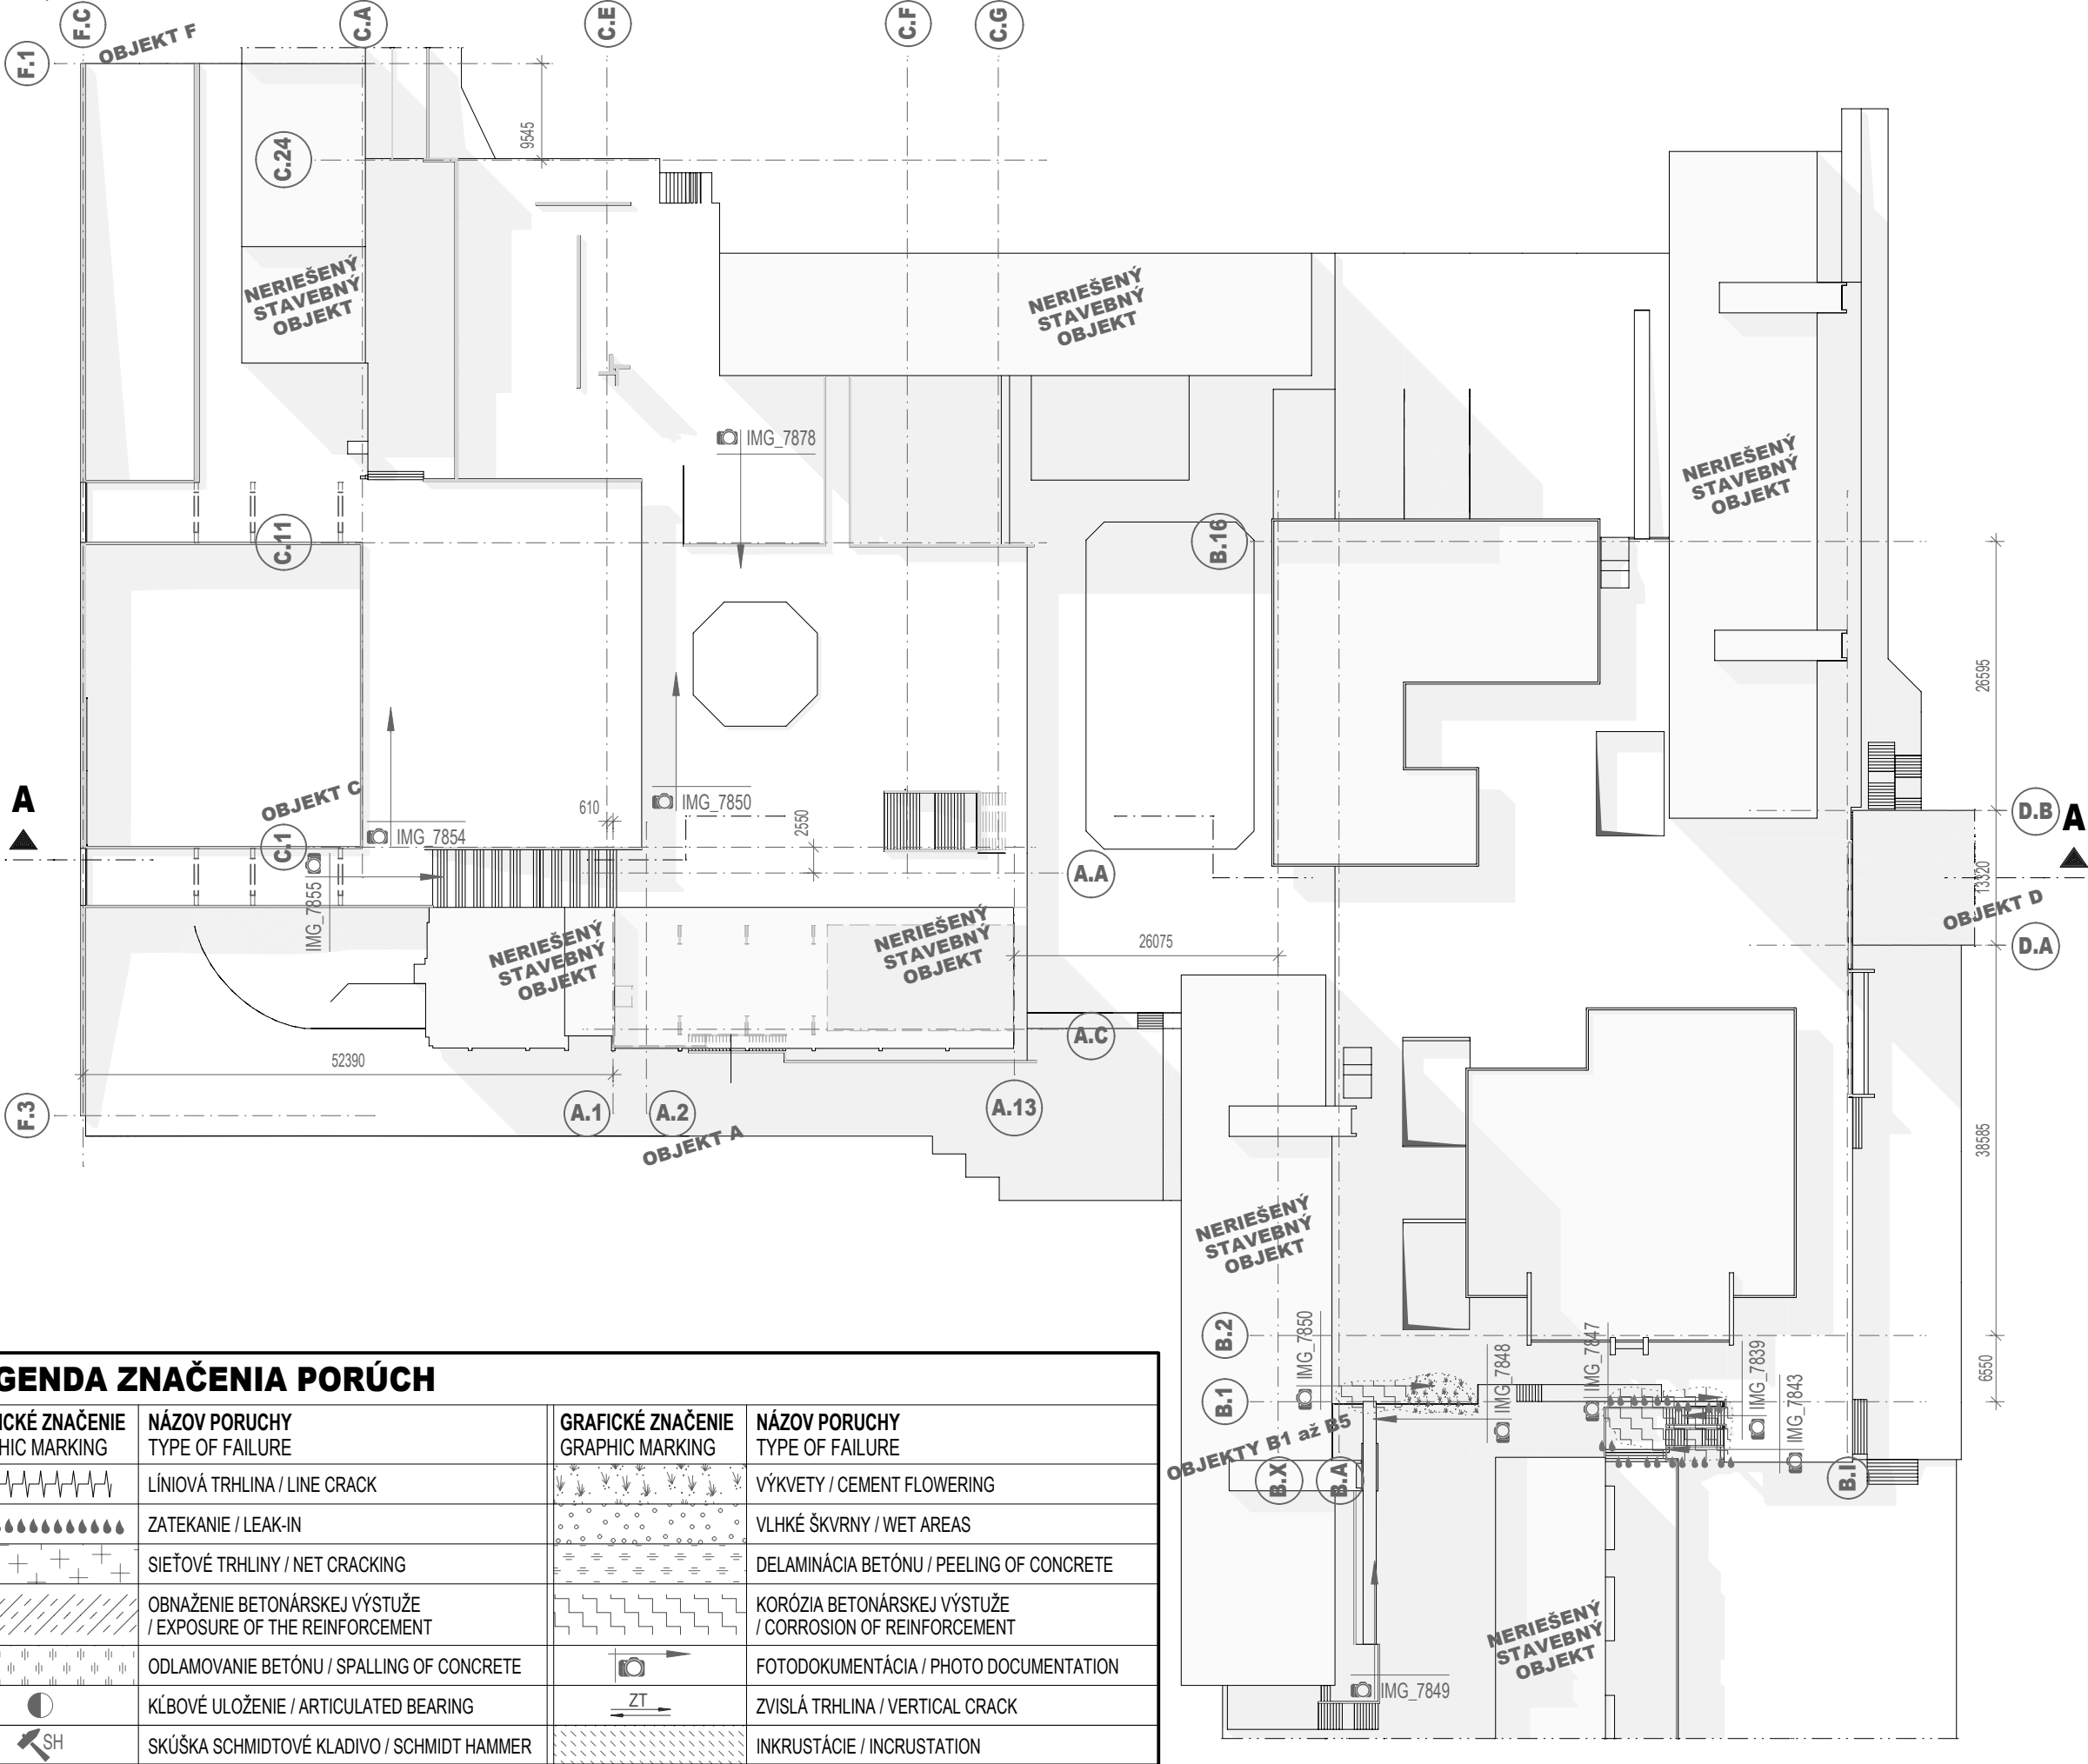 F.C
C.A
C.E
C.F
C.G
F.1
OBJEKT F
9545
C.24
NERIEŠENÝ
STAVEBNÝ
OBJEKT
NERIEŠENÝ
STAVEBNÝ
OBJEKT
IMG_7878
NERIEŠENÝ
STAVEBNÝ
OBJEKT
C.11
B.16
26595
OBJEKT C
610
IMG_7850
2550
A
D.B
A
C.1
IMG_7854
A.A
13320
IMG_7855
OBJEKT D
NERIEŠENÝ
STAVEBNÝ
OBJEKT
NERIEŠENÝ
STAVEBNÝ
OBJEKT
26075
D.A
A.C
52390
F.3
A.1
A.2
A.13
OBJEKT A
38585
NERIEŠENÝ
STAVEBNÝ
OBJEKT
B.2
IMG_7850
IMG_7848
IMG_7847
IMG_7839
IMG_7843
6550
B.1
OBJEKTY B1 až B5
B.X
B.A
B.I
NERIEŠENÝ
STAVEBNÝ
OBJEKT
IMG_7849
GENDA ZNAČENIA PORÚCH
ICKÉ ZNAČENIE
HIC MARKING
NÁZOV PORUCHY
TYPE OF FAILURE
GRAFICKÉ ZNAČENIE
GRAPHIC MARKING
NÁZOV PORUCHY
TYPE OF FAILURE
LÍNIOVÁ TRHLINA / LINE CRACK
VÝKVETY / CEMENT FLOWERING
ZATEKANIE / LEAK-IN
VLHKÉ ŠKVRNY / WET AREAS
SIEŤOVÉ TRHLINY / NET CRACKING
DELAMINÁCIA BETÓNU / PEELING OF CONCRETE
OBNAŽENIE BETONÁRSKEJ VÝSTUŽE
/ EXPOSURE OF THE REINFORCEMENT
KORÓZIA BETONÁRSKEJ VÝSTUŽE
/ CORROSION OF REINFORCEMENT
ODLAMOVANIE BETÓNU / SPALLING OF CONCRETE
FOTODOKUMENTÁCIA / PHOTO DOCUMENTATION
KĹBOVÉ ULOŽENIE / ARTICULATED BEARING
ZT
ZVISLÁ TRHLINA / VERTICAL CRACK
SH
SKÚŠKA SCHMIDTOVÉ KLADIVO / SCHMIDT HAMMER
INKRUSTÁCIE / INCRUSTATION